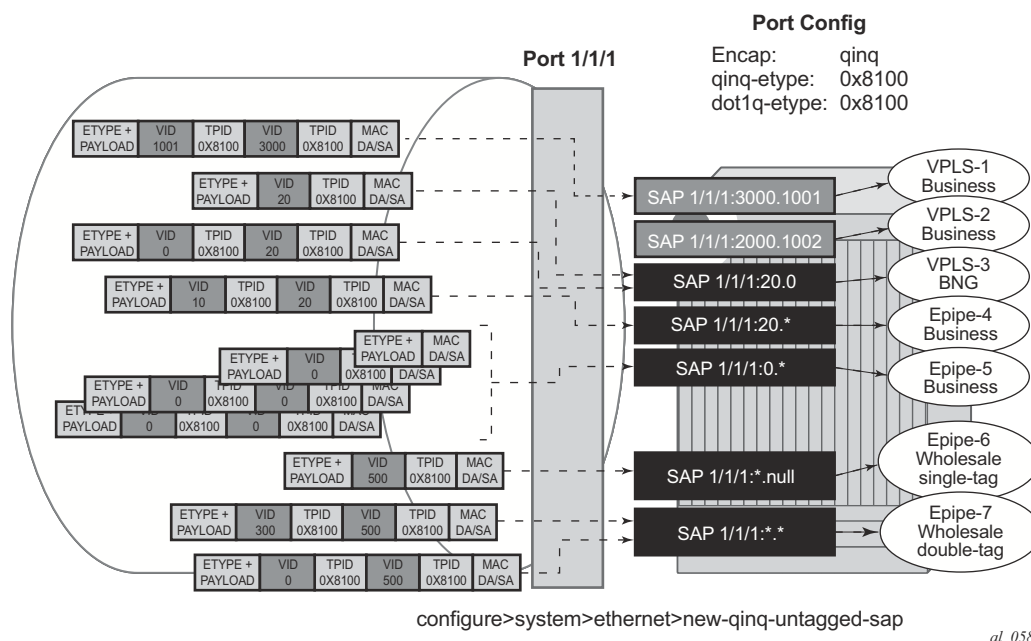 Port Config
Port 1/1/1
Encap: qinq
qinq-etype: 0x8100
dot1q-etype: 0x8100
ETYPE + VID TPID VID TPID MAC
PAYLOAD 1001 0X8100 3000 0X8100 DA/SA
ETYPE + VID TPID MAC
PAYLOAD 20 0X8100 DA/SA
ETYPE + VID TPID VID TPID MAC
PAYLOAD 0 0X8100 20 0X8100 DA/SA
ETYPE + VID TPID VID TPID MAC
PAYLOAD 10 0X8100 20 0X8100 DA/SA
ETYPE + MAC
PAYLOAD DA/SA
ETYPE + VID
PAYLOAD 0 0X8100 DA/SA
ETYPE + VID TPID VID TPID MAC
PAYLOAD 0 0X8100 0 0X8100 DA/SA
PAYLOAD 0 0X8100 0 0X8100 DA/SA
ETYPE + VID TPID MAC
PAYLOAD 500 0X8100 DA/SA
ETYPE + VID TPID VID TPID MAC
PAYLOAD 300 0X8100 500 0X8100 DA/SA
ETYPE + VID TPID VID TPID MAC
PAYLOAD 0 0X8100 500 0X8100 DA/SA
SAP 1/1/1:3000.1001
SAP 1/1/1:2000.1002
SAP 1/1/1:20.0
SAP 1/1/1:20.*
SAP 1/1/1:0.*
SAP 1/1/1:*.null
SAP 1/1/1:*.*
VPLS-1
Business
VPLS-2
Business
VPLS-3
BNG
Epipe-4
Business
Epipe-5
Business
Epipe-6
Wholesale
single-tag
Epipe-7
Wholesale
double-tag
configure>system>ethernet>new-qinq-untagged-sap
al_058